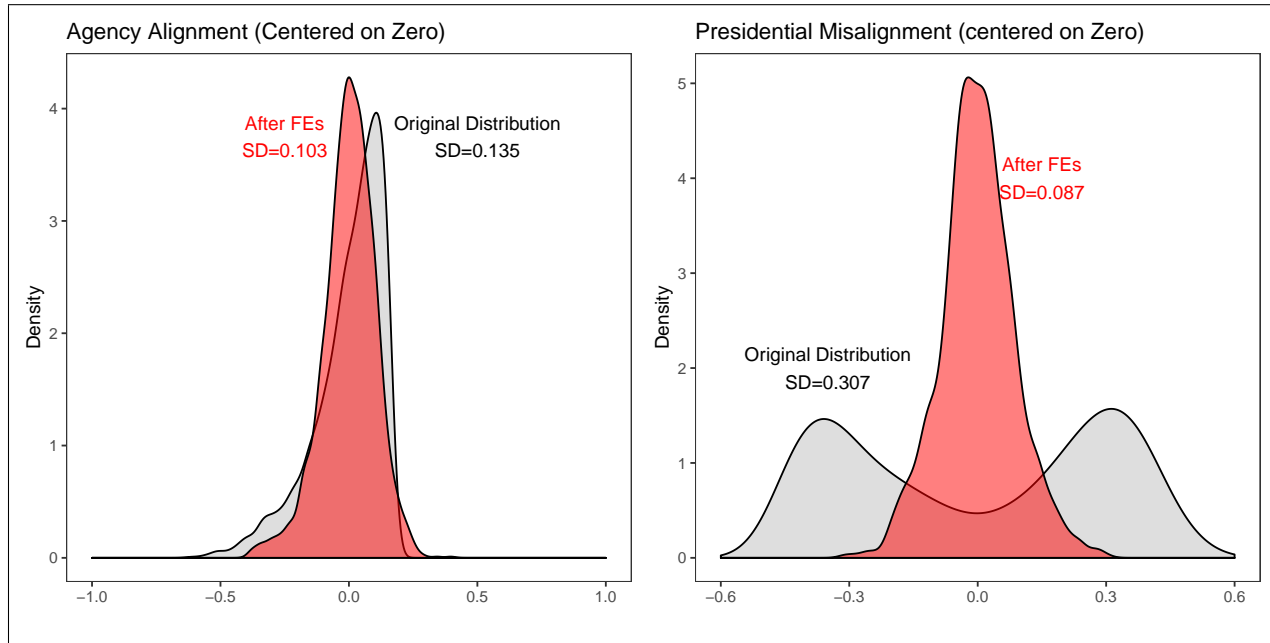 Agency Alignment (Centered on Zero)
Density
4
3
2
1
0
After FEs
SD=0.103
Original Distribution
SD=0.135
−1.0 −0.5 0.0 0.5 1.0
Presidential Misalignment (centered on Zero)
Density
5
4
3
2
1
0
After FEs
SD=0.087
Original Distribution
SD=0.307
−0.6 −0.3 0.0 0.3 0.6